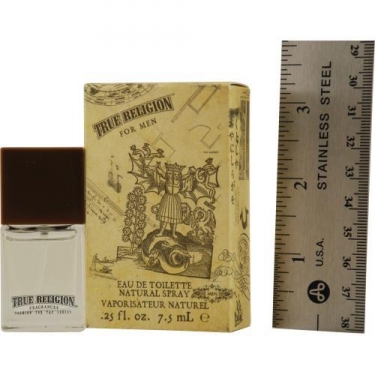 TRUE RELIGION
FOR MEN
EAU DE TOILETTE
NATURAL SPRAY
VAPORISATEUR NATUREL
.25 fl. oz. 7.5 mL e
TRUE RELIGION
FRAGRANCES
3
2
1
STAINLESS STEEL
U.S.A.
29
30
31
32
33
34
35
36
37
38